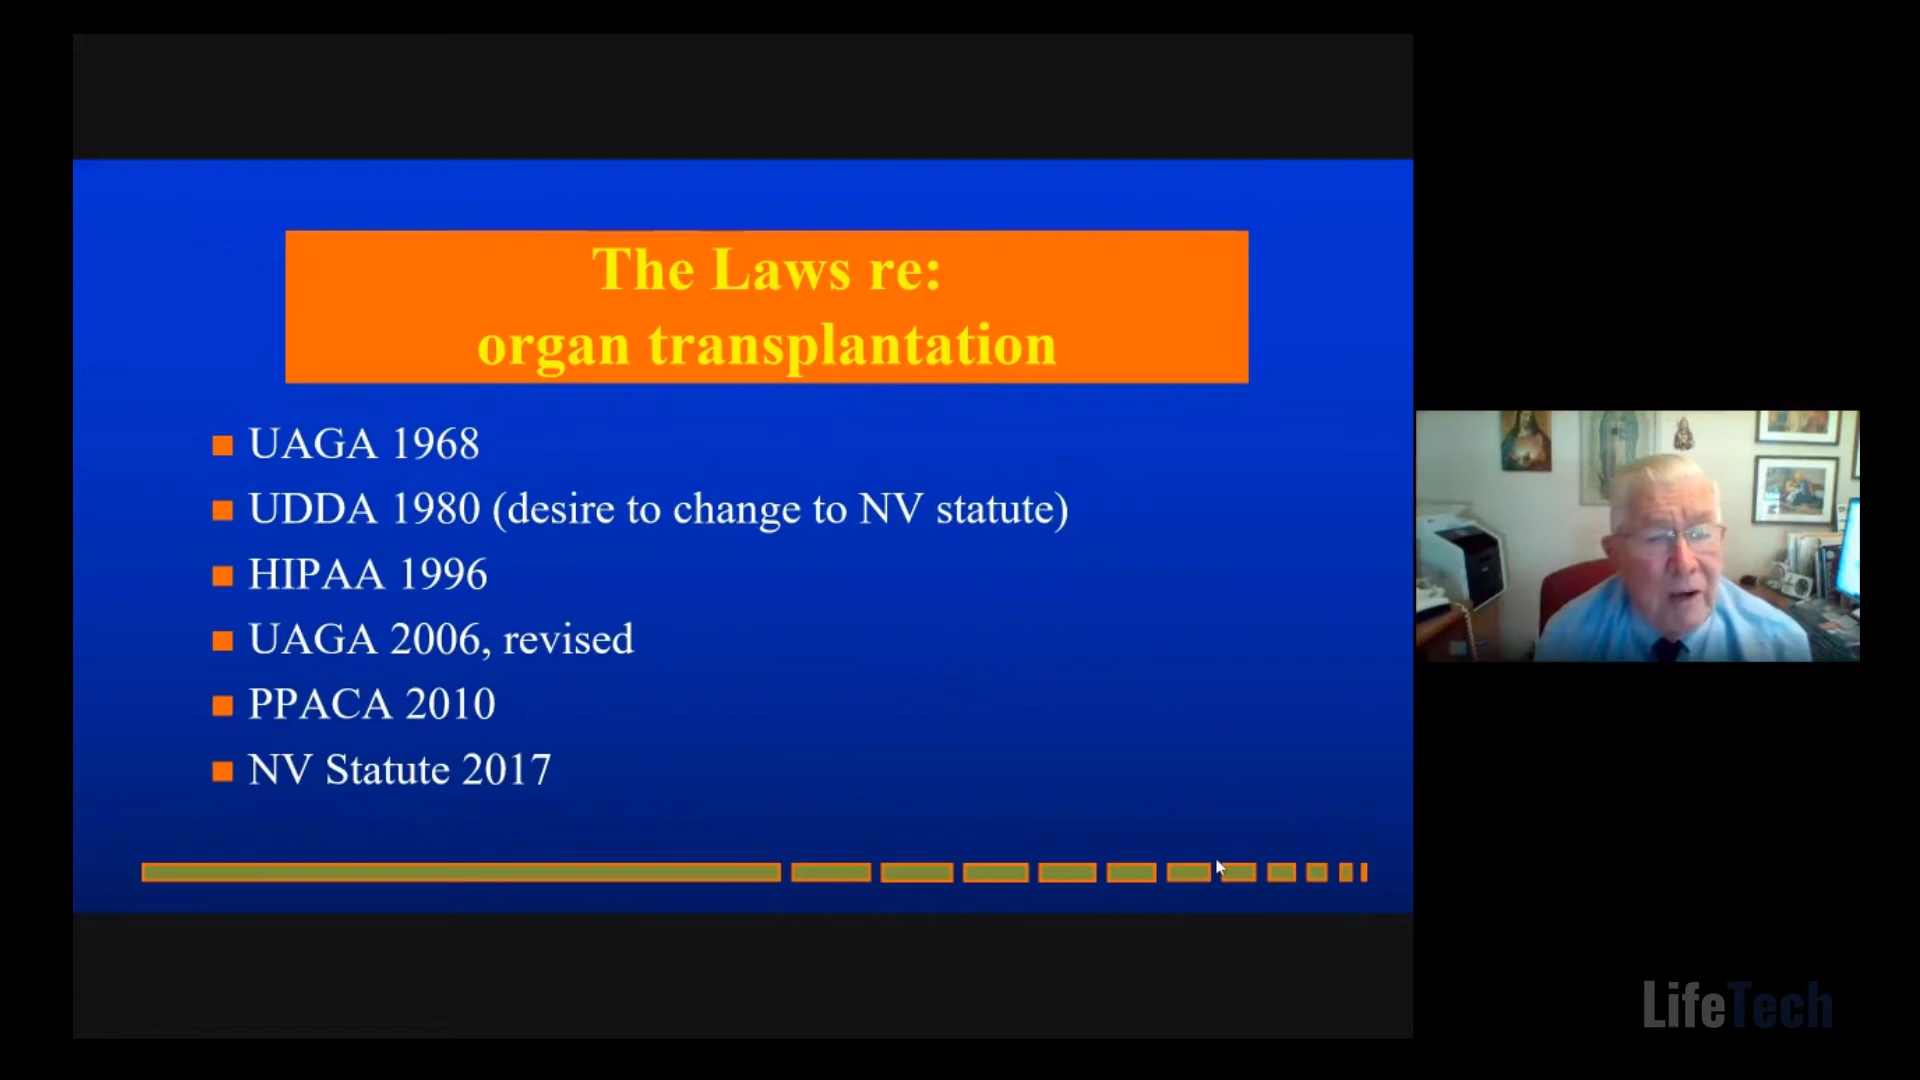 The Laws re:
organ transplantation
UAGA 1968
UDDA 1980 (desire to change to NV statute)
HIPAA 1996
UAGA 2006, revised
PPACA 2010
NV Statute 2017
LifeTech